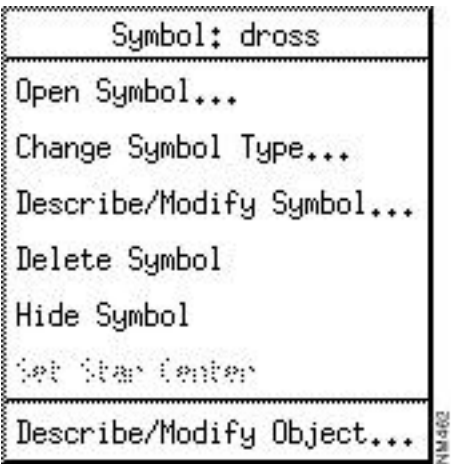 Symbol: dross
Open Symbol...
Change Symbol Type...
Describe/Modify Symbol...
Delete Symbol
Hide Symbol
Set Star Center
Describe/Modify Object...
NM462